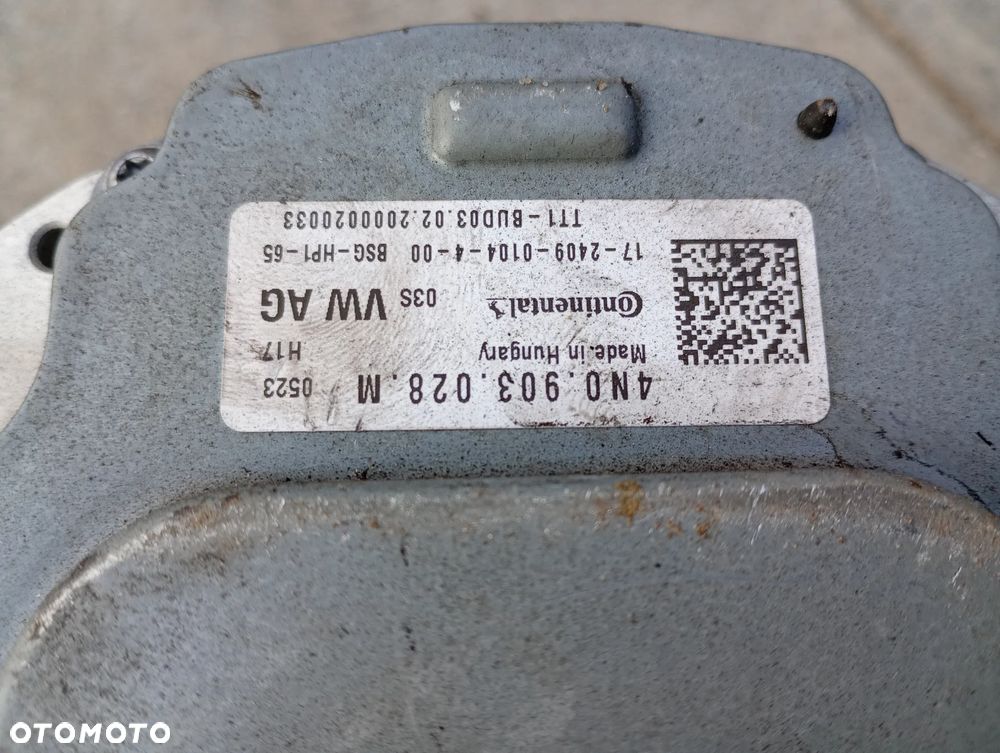 4N0.903.028.M 0523
Made.in Hungary H17
Continental 03S VW AG
17-2409-0104-4-00 BSG-HP1-65
TT1-BUD03.02.2000020033
OTOMOTO